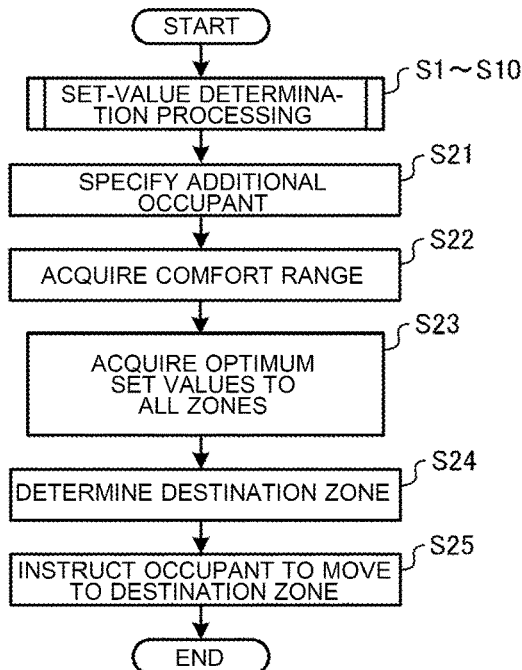 START
SET-VALUE DETERMINA-
TION PROCESSING
S1~S10
SPECIFY ADDITIONAL
OCCUPANT
S21
ACQUIRE COMFORT RANGE
S22
ACQUIRE OPTIMUM
SET VALUES TO
ALL ZONES
S23
DETERMINE DESTINATION ZONE
S24
INSTRUCT OCCUPANT TO MOVE
TO DESTINATION ZONE
S25
END